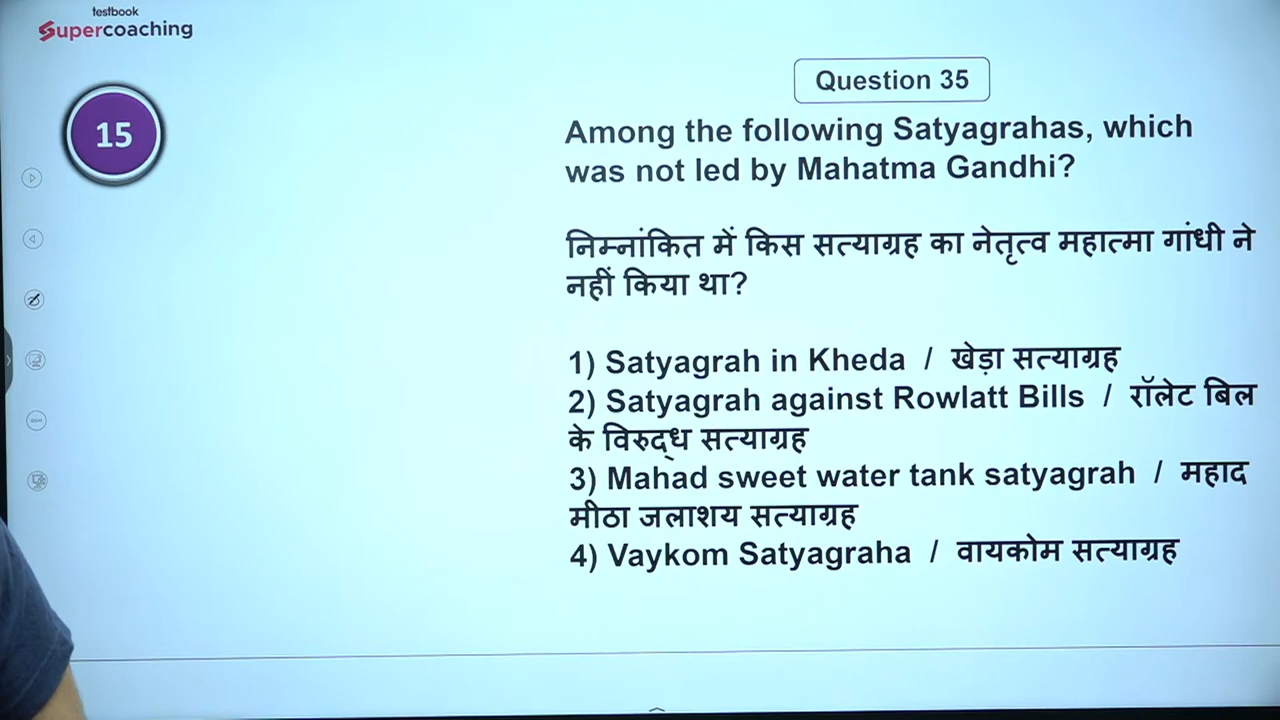 testbook
Supercoaching
15
Question 35
Among the following Satyagrahas, which
was not led by Mahatma Gandhi?
निम्नांकित में किस सत्याग्रह का नेतृत्व महात्मा गांधी ने
नहीं किया था?
1) Satyagrah in Kheda / खेड़ा सत्याग्रह
2) Satyagrah against Rowlatt Bills / रॉलेट बिल
के विरुद्ध सत्याग्रह
3) Mahad sweet water tank satyagrah / महाद
मीठा जलाशय सत्याग्रह
4) Vaykom Satyagraha / वायकोम सत्याग्रह